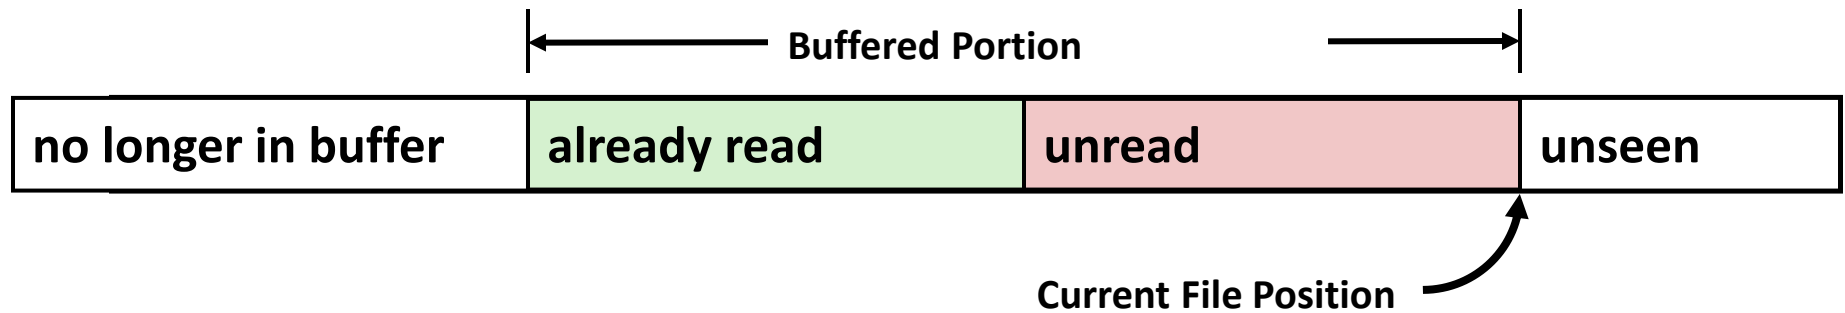 Buffered Portion
no longer in buffer
already read
unread
unseen
Current File Position